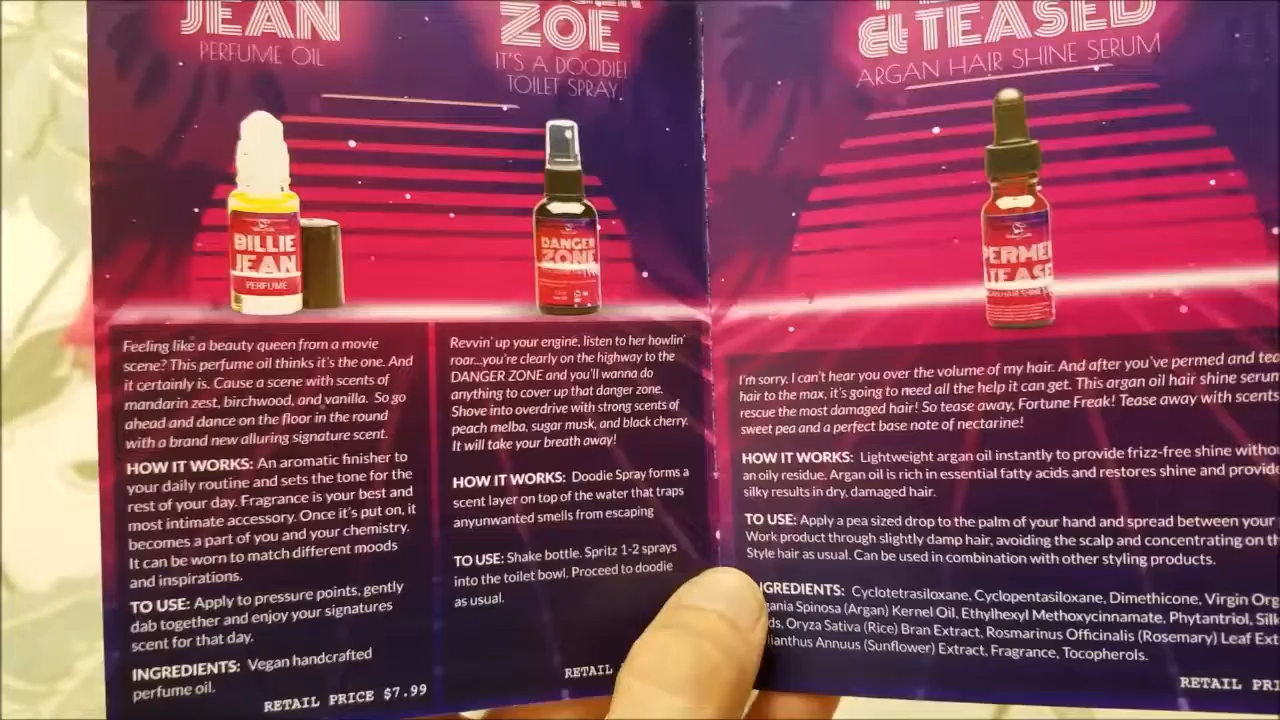 JEAN
PERFUME OIL
BILLIE
JEAN
PERFUME
Feeling like a beauty queen from a movie
scene? This perfume oil thinks it's the one. And
it certainly is. Cause a scene with scents of
mandarin zest, birchwood, and vanilla. So go
ahead and dance on the floor in the round
with a brand new alluring signature scent.
HOW IT WORKS: An aromatic finisher to
your daily routine and sets the tone for the
rest of your day. Fragrance is your best and
most intimate accessory. Once it's put on, it
becomes a part of you and your chemistry.
It can be worn to match different moods
and inspirations.
TO USE: Apply to pressure points, gently
dab together and enjoy your signatures
scent for that day.
INGREDIENTS: Vegan handcrafted
perfume oil.
RETAIL PRICE $7.99
ZOE
IT'S A DOODIE!
TOILET SPRAY
DANGER
ZONE
Revvin' up your engine, listen to her howlin'
roar...you're clearly on the highway to the
DANGER ZONE and you'll wanna do
anything to cover up that danger zone.
Shove into overdrive with strong scents of
peach melba, sugar musk, and black cherry.
It will take your breath away!
HOW IT WORKS: Doodie Spray forms a
scent layer on top of the water that traps
anyunwanted smells from escaping
TO USE: Shake bottle. Spritz 1-2 sprays
into the toilet bowl. Proceed to doodie
as usual.
RETAIL
& TEASED
ARGAN HAIR SHINE SERUM
PERMED
TEASE
ARGAN HAIR SHINE
I'm sorry, I can't hear you over the volume of my hair. And after you've permed and tea
hair to the max, it's going to need all the help it can get. This argan oil hair shine serum
rescue the most damaged hair! So tease away, Fortune Freak! Tease away with scents
sweet pea and a perfect base note of nectarine!
HOW IT WORKS: Lightweight argan oil instantly to provide frizz-free shine withou
an oily residue. Argan oil is rich in essential fatty acids and restores shine and provide
silky results in dry, damaged hair.
TO USE: Apply a pea sized drop to the palm of your hand and spread between your
Work product through slightly damp hair, avoiding the scalp and concentrating on th
Style hair as usual. Can be used in combination with other styling products.
NGREDIENTS: Cyclotetrasiloxane, Cyclopentasiloxane, Dimethicone, Virgin Org
gania Spinosa (Argan) Kernel Oil, Ethylhexyl Methoxycinnamate, Phytantriol, Silk
ds, Oryza Sativa (Rice) Bran Extract, Rosmarinus Officinalis (Rosemary) Leaf Ext
lianthus Annuus (Sunflower) Extract, Fragrance, Tocopherols.
RETAIL PRI